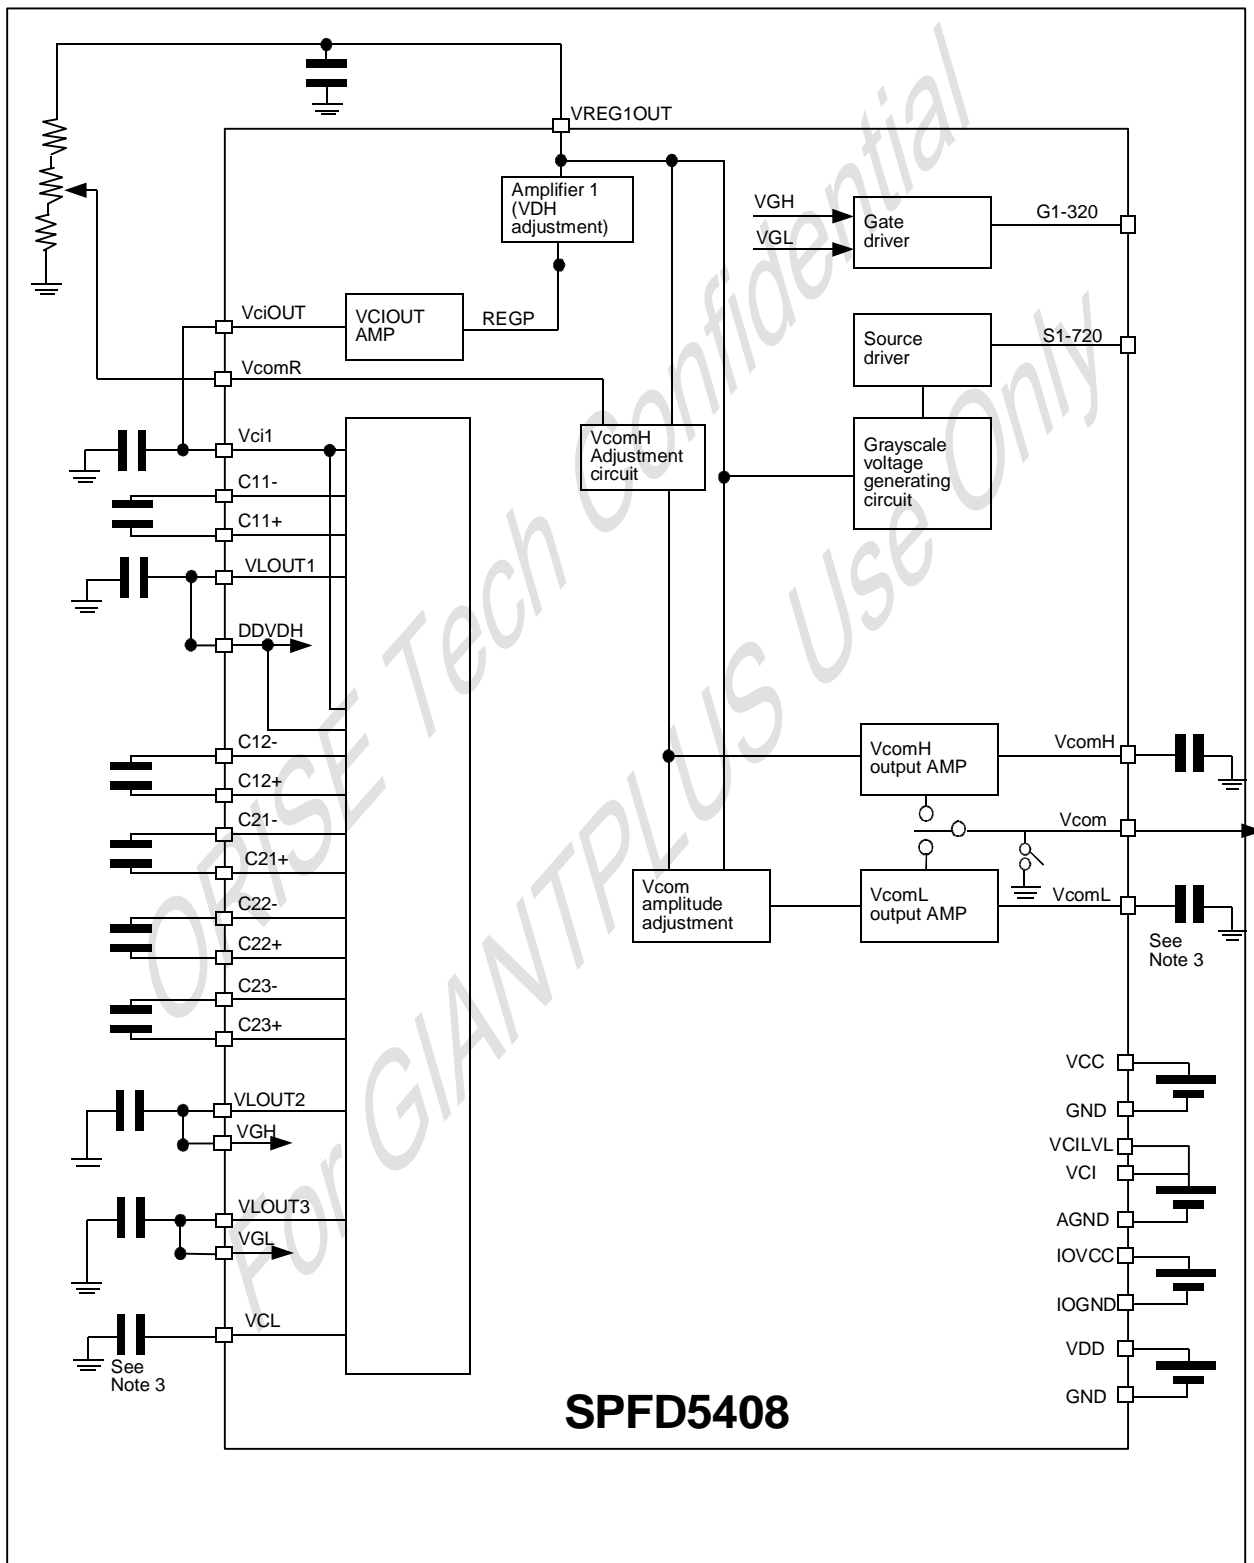 VREG1OUT
Amplifier 1
(VDH
adjustment)
VGH
VGL
Gate
driver
G1-320
VciOUT
VCIOUT
AMP
REGP
Source
driver
S1-720
VcomR
Vci1
VcomH
Adjustment
circuit
Grayscale
voltage
generating
circuit
C11-
C11+
VLOUT1
DDVDH
C12-
C12+
C21-
C21+
C22-
C22+
C23-
C23+
VcomH
output AMP
VcomH
Vcom
Vcom
amplitude
adjustment
VcomL
output AMP
VcomL
See
Note 3
VLOUT2
VGH
VLOUT3
VGL
VCL
See
Note 3
VCC
GND
VCILVL
VCI
AGND
IOVCC
IOGND
VDD
GND
SPFD5408
ORISE Tech Confidential
For GIANTPLUS Use Only